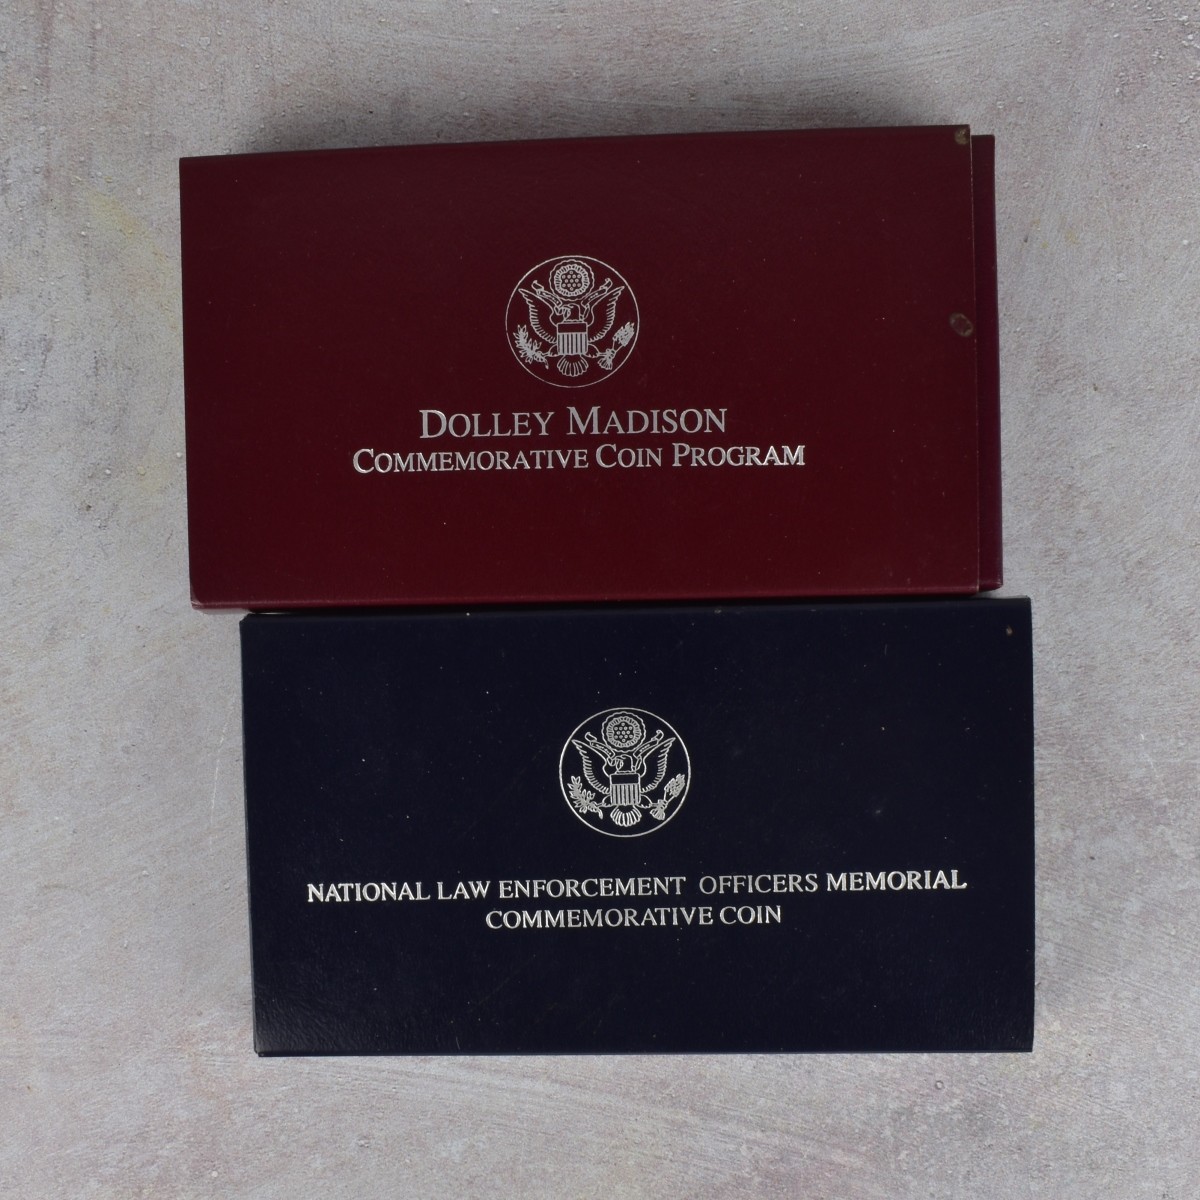 DOLLEY MADISON
COMMEMORATIVE COIN PROGRAM
NATIONAL LAW ENFORCEMENT OFFICERS MEMORIAL
COMMEMORATIVE COIN